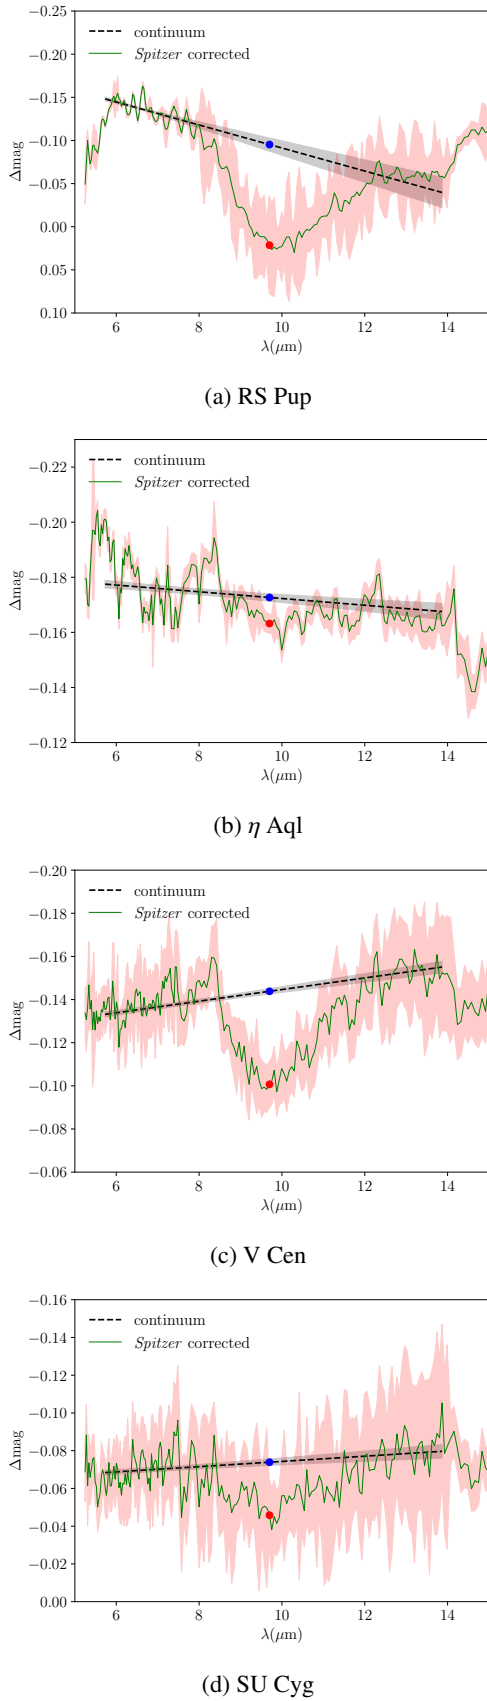 −0.25
−0.20
−0.15
−0.10
−0.05
0.00
0.05
0.10
Δmag
continuum
Spitzer corrected
6 8 10 12 14
λ(μm)
(a) RS Pup
−0.22
−0.20
−0.18
−0.16
−0.14
−0.12
Δmag
continuum
Spitzer corrected
6 8 10 12 14
λ(μm)
(b) η Aql
−0.20
−0.18
−0.16
−0.14
−0.12
−0.10
−0.08
−0.06
Δmag
continuum
Spitzer corrected
6 8 10 12 14
λ(μm)
(c) V Cen
−0.16
−0.14
−0.12
−0.10
−0.08
−0.06
−0.04
−0.02
0.00
Δmag
continuum
Spitzer corrected
6 8 10 12 14
λ(μm)
(d) SU Cyg